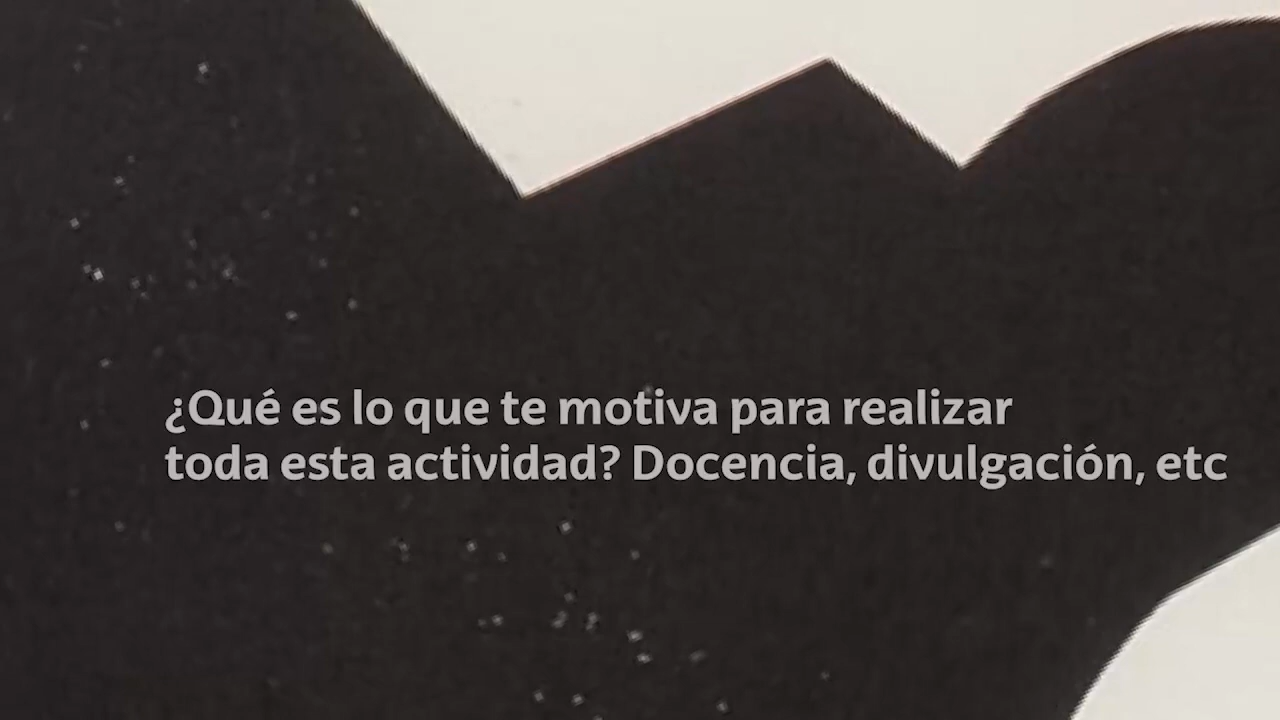 ¿Qué es lo que te motiva para realizar
toda esta actividad? Docencia, divulgación, etc